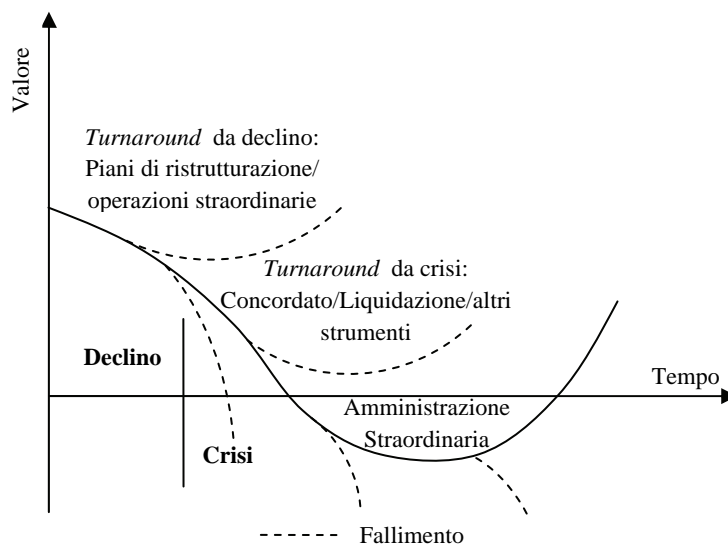 Valore
Turnaround da declino:
Piani di ristrutturazione/
operazioni straordinarie
Turnaround da crisi:
Concordato/Liquidazione/altri
strumenti
Declino
Tempo
Amministrazione
Straordinaria
Crisi
Fallimento